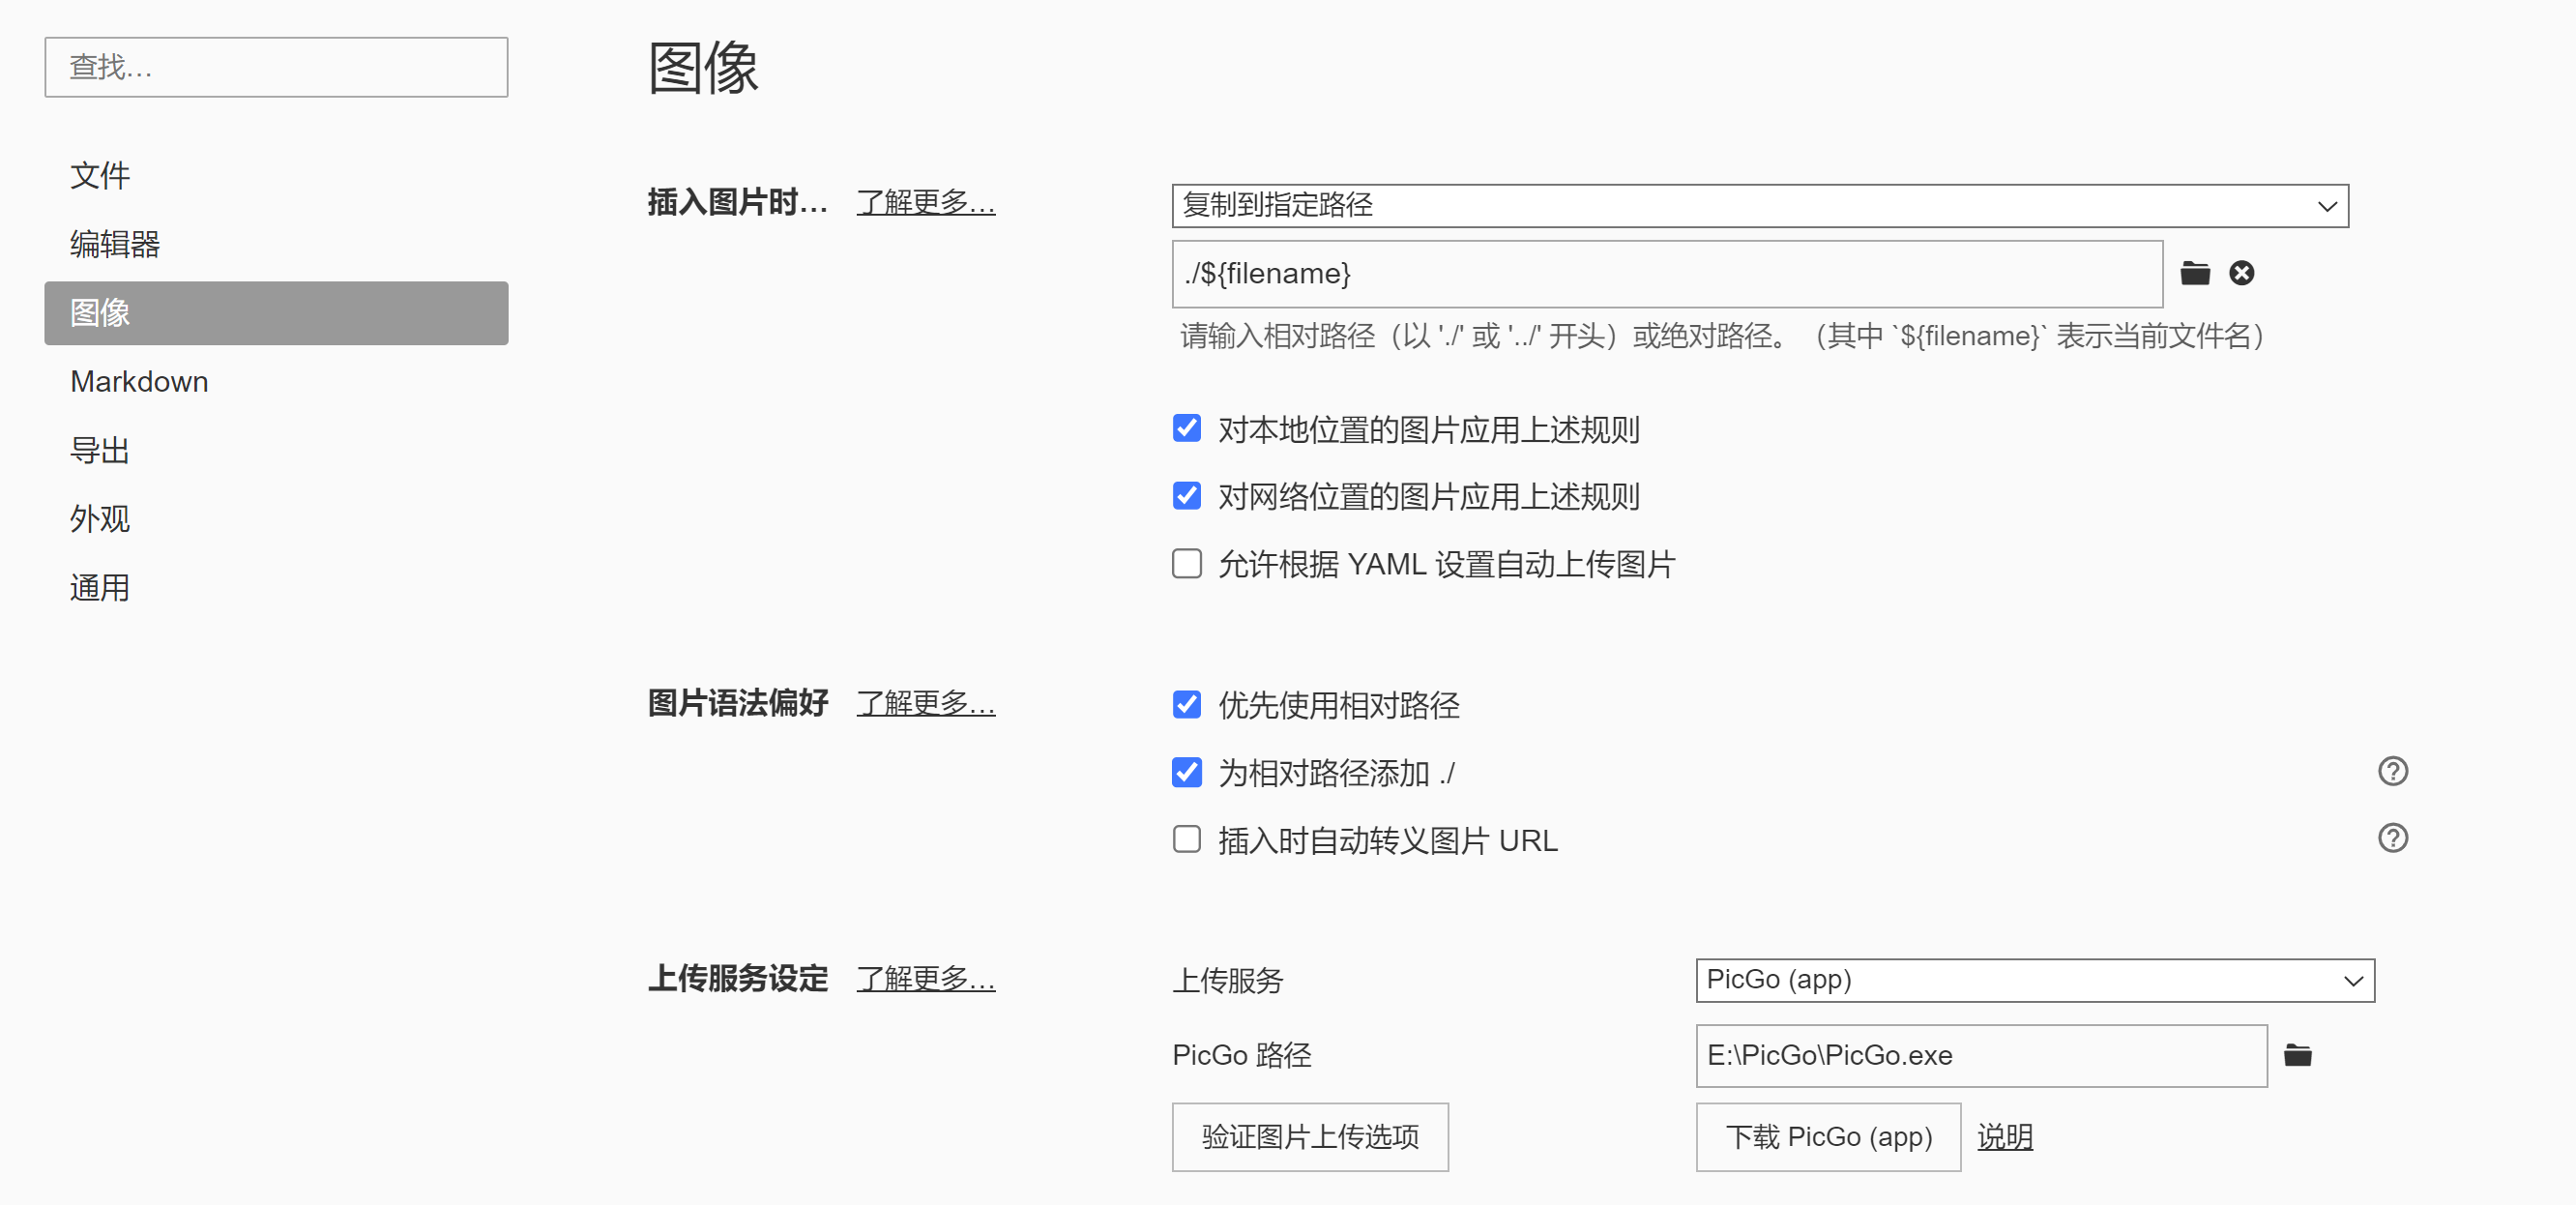 查找…
文件
编辑器
图像
Markdown
导出
外观
通用
图像
插入图片时… 了解更多…
复制到指定路径
./${filename}
请输入相对路径（以 './' 或 '../' 开头）或绝对路径。（其中 `${filename}` 表示当前文件名）
对本地位置的图片应用上述规则
对网络位置的图片应用上述规则
允许根据 YAML 设置自动上传图片
图片语法偏好 了解更多…
优先使用相对路径
为相对路径添加 ./
插入时自动转义图片 URL
上传服务设定 了解更多…
上传服务 PicGo (app)
PicGo 路径 E:\PicGo\PicGo.exe
验证图片上传选项 下载 PicGo (app) 说明